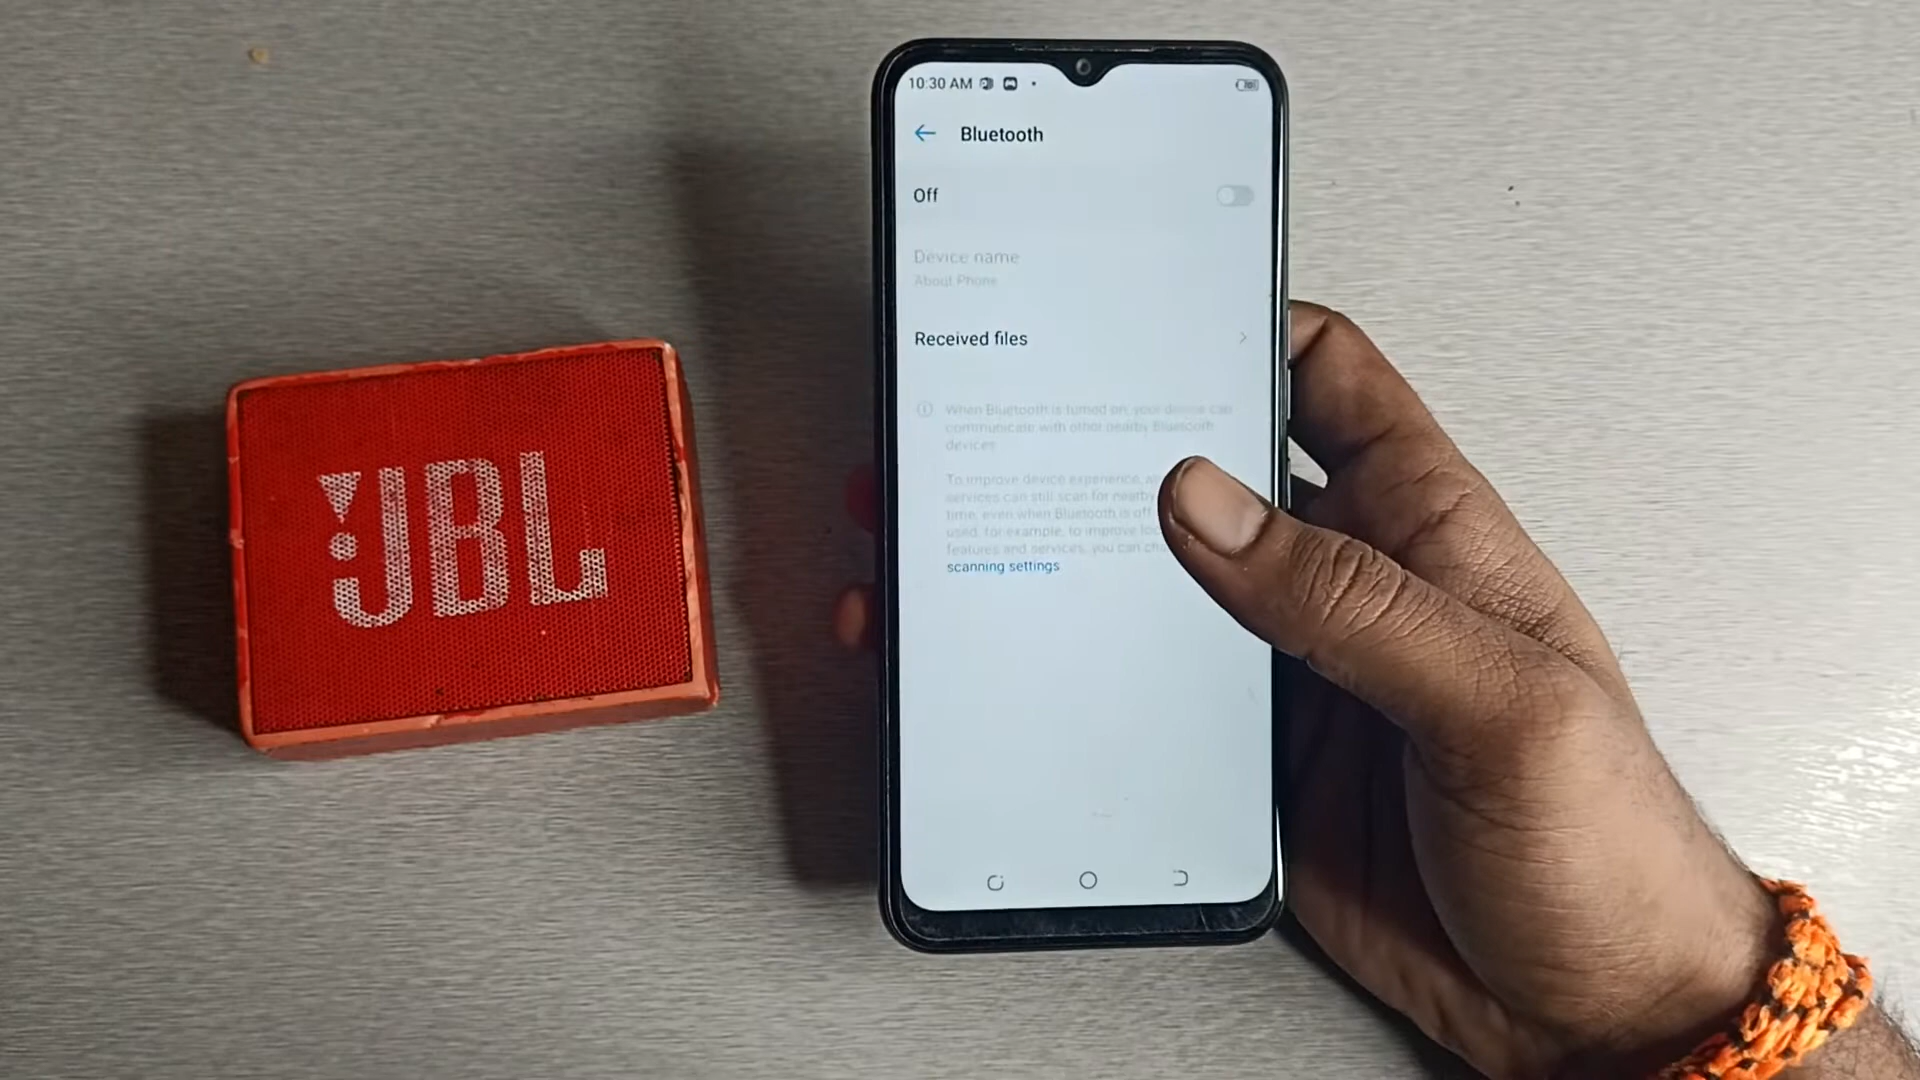 JBL
10:30 AM
Bluetooth
Off
Device name
About Phone
Received files
When Bluetooth is turned on, your device can
communicate with other nearby Bluetooth
devices.
To improve device experience,
services can still scan for nearby
time, even when Bluetooth is off.
used, for example, to improve
features and services, you can
scanning settings